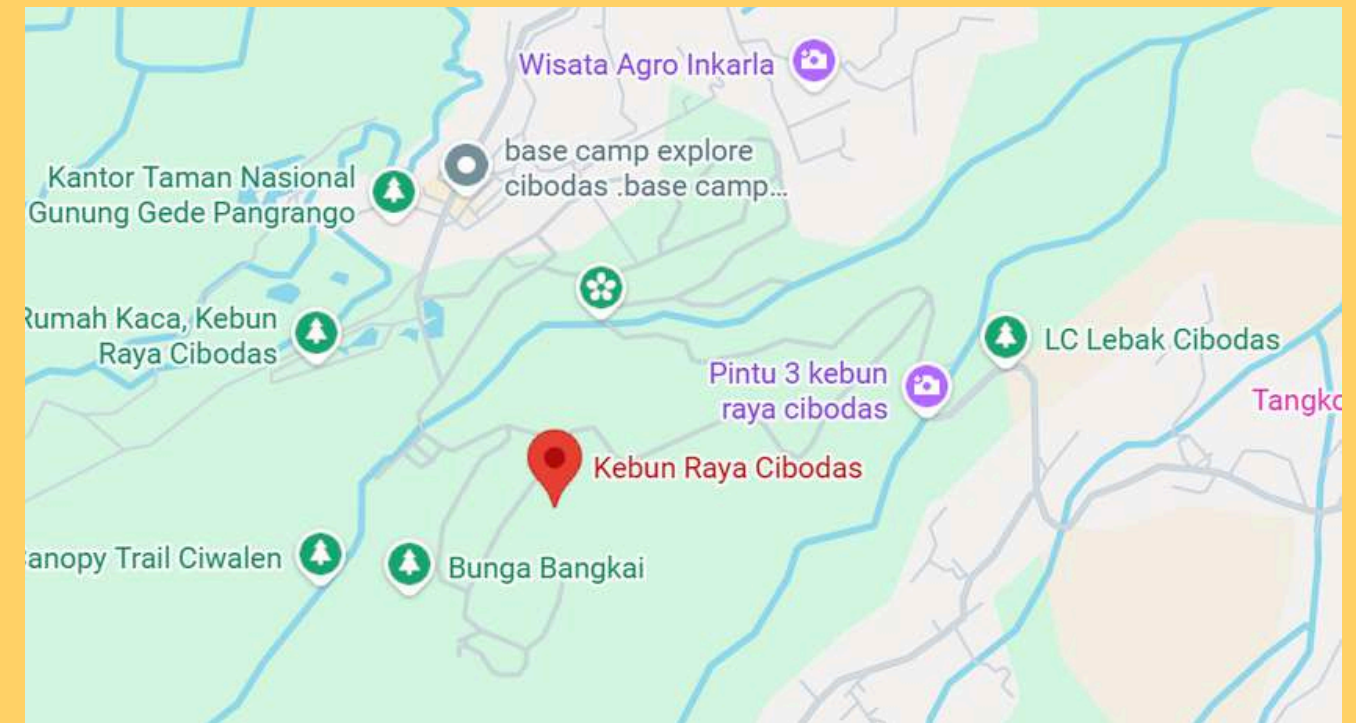 Wisata Agro Inkarla
base camp explore
cibodas .base camp...
Kantor Taman Nasional
Gunung Gede Pangrango
Rumah Kaca, Kebun
Raya Cibodas
LC Lebak Cibodas
Pintu 3 kebun
raya cibodas
Tangko
Kebun Raya Cibodas
anopy Trail Ciwalen
Bunga Bangkai